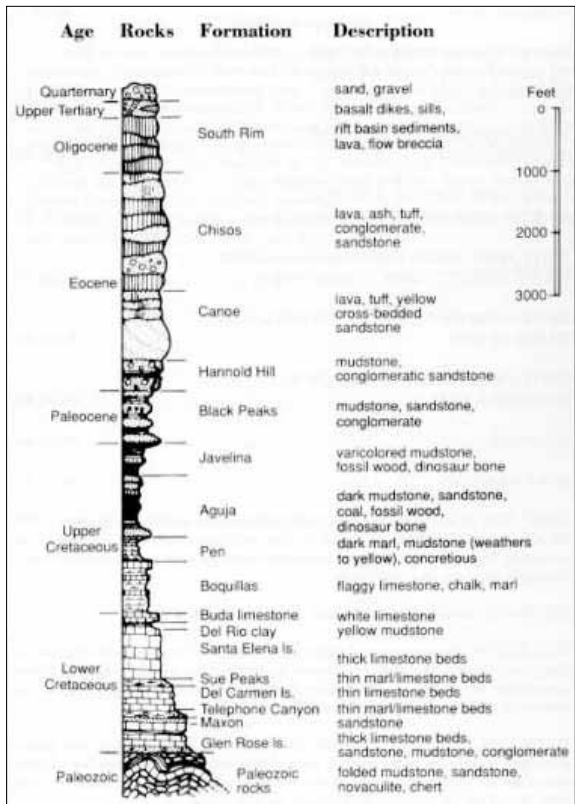 Age Rocks Formation Description
Quarternary sand, gravel
Feet
Upper Tertiary basalt dikes, sills, 0
South Rim rift basin sediments,
Oligocene lava, flow breccia
1000
Chisos lava, ash, tuff,
conglomerate, 2000
sandstone
Eocene 3000
Canoe lava, tuff, yellow
cross-bedded
sandstone
Hannold Hill mudstone,
conglomeratic sandstone
Paleocene Black Peaks mudstone, sandstone,
conglomerate
Javelina varicolored mudstone,
fossil wood, dinosaur bone
Aguja dark mudstone, sandstone,
coal, fossil wood,
dinosaur bone
Upper
Cretaceous
Pen dark marl, mudstone (weathers
to yellow), concretious
Boquillas flaggy limestone, chalk, marl
Buda limestone white limestone
Del Rio clay yellow mudstone
Santa Elena ls.
thick limestone beds
Lower
Cretaceous
Sue Peaks thin marl/limestone beds
Del Carmen ls. thin limestone beds
Telephone Canyon thin marl/limestone beds
Maxon sandstone
Glen Rose ls. thick limestone beds,
sandstone, mudstone, conglomerate
Paleozoic Paleozoic folded mudstone, sandstone,
rocks novaculite, chert